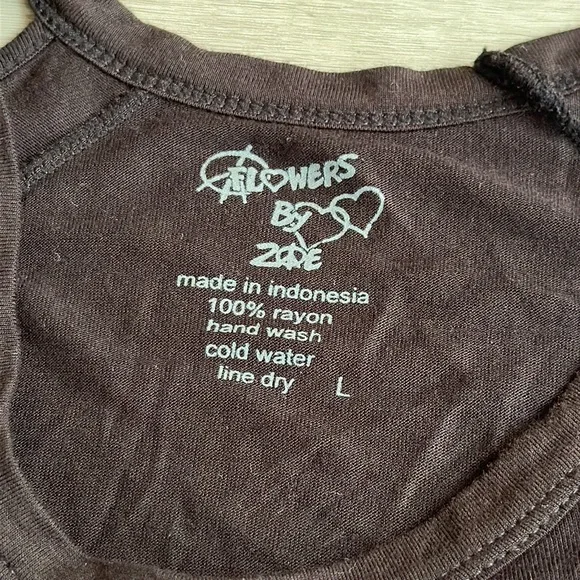 FLOWERS
By
ZOE
made in indonesia
100% rayon
hand wash
cold water
line dry L